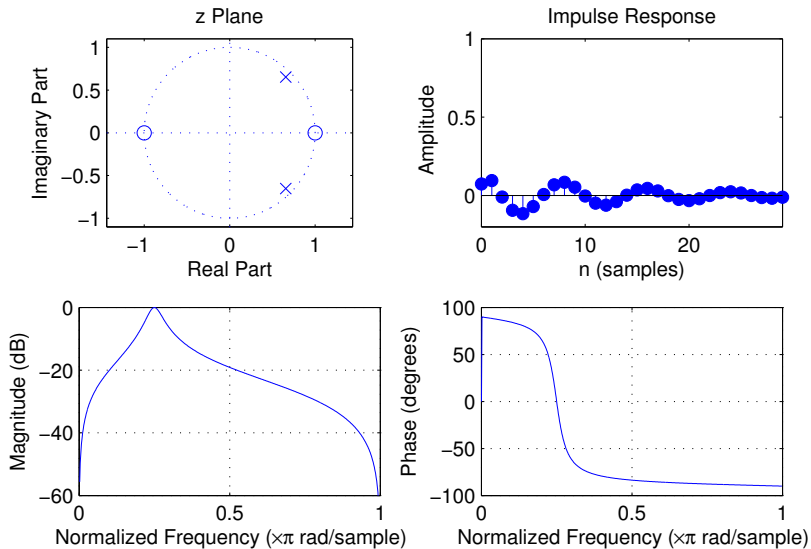 z Plane
1
0.5
0
−0.5
−1
−1
0
1
Imaginary Part
Real Part
Impulse Response
1
0.5
0
0
10
20
Amplitude
n (samples)
0
−20
−40
−60
0
0.5
1
Magnitude (dB)
Normalized Frequency (×π rad/sample)
100
50
0
−50
−100
0
0.5
1
Phase (degrees)
Normalized Frequency (×π rad/sample)